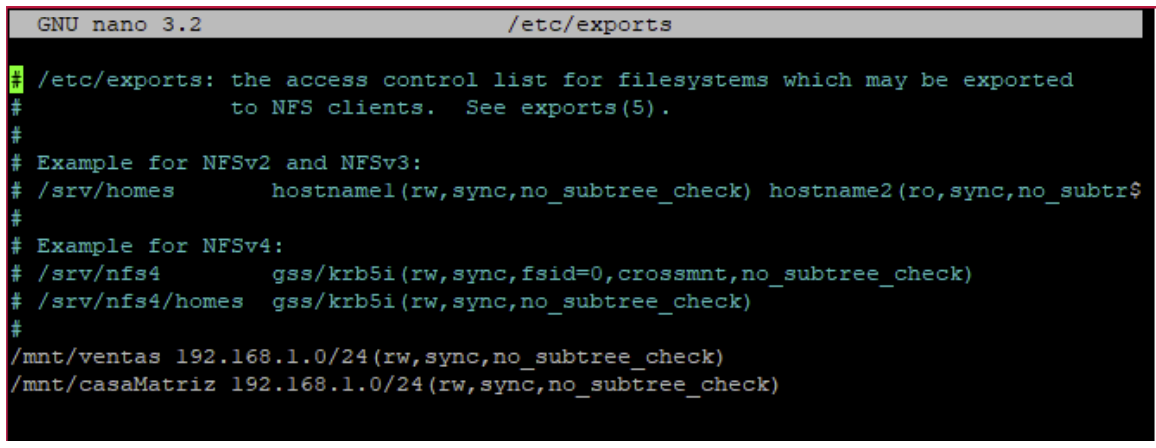 GNU nano 3.2 /etc/exports
# /etc/exports: the access control list for filesystems which may be exported
# to NFS clients. See exports(5).
#
# Example for NFSv2 and NFSv3:
# /srv/homes hostname1(rw,sync,no_subtree_check) hostname2(ro,sync,no_subtr$
#
# Example for NFSv4:
# /srv/nfs4 gss/krb5i(rw,sync,fsid=0,crossmnt,no_subtree_check)
# /srv/nfs4/homes gss/krb5i(rw,sync,no_subtree_check)
#
/mnt/ventas 192.168.1.0/24(rw,sync,no_subtree_check)
/mnt/casaMatriz 192.168.1.0/24(rw,sync,no_subtree_check)